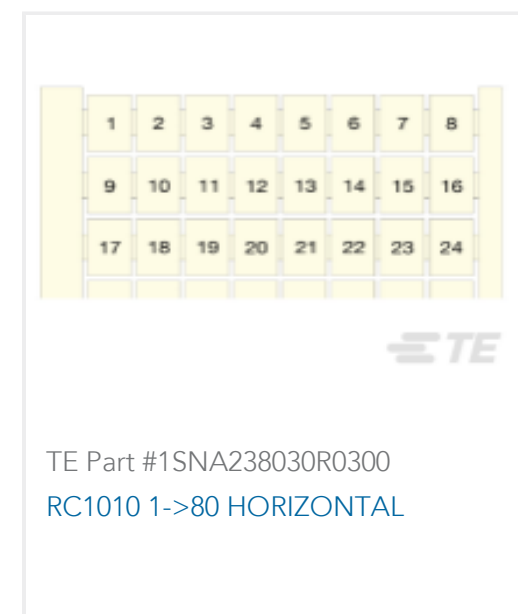 1 2 3 4 5 6 7 8
9 10 11 12 13 14 15 16
17 18 19 20 21 22 23 24
TE
TE Part #1SNA238030R0300
RC1010 1->80 HORIZONTAL